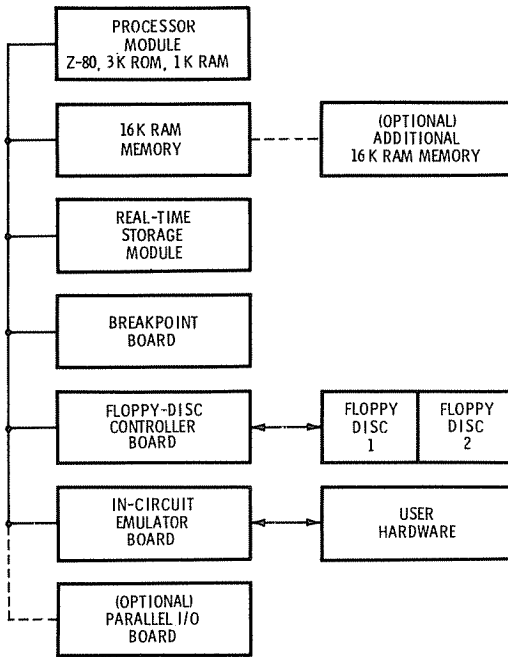 PROCESSOR
MODULE
Z-80, 3K ROM, 1K RAM
16K RAM
MEMORY
(OPTIONAL)
ADDITIONAL
16K RAM MEMORY
REAL-TIME
STORAGE
MODULE
BREAKPOINT
BOARD
FLOPPY-DISC
CONTROLLER
BOARD
FLOPPY
DISC
1
FLOPPY
DISC
2
IN-CIRCUIT
EMULATOR
BOARD
USER
HARDWARE
(OPTIONAL)
PARALLEL I/O
BOARD